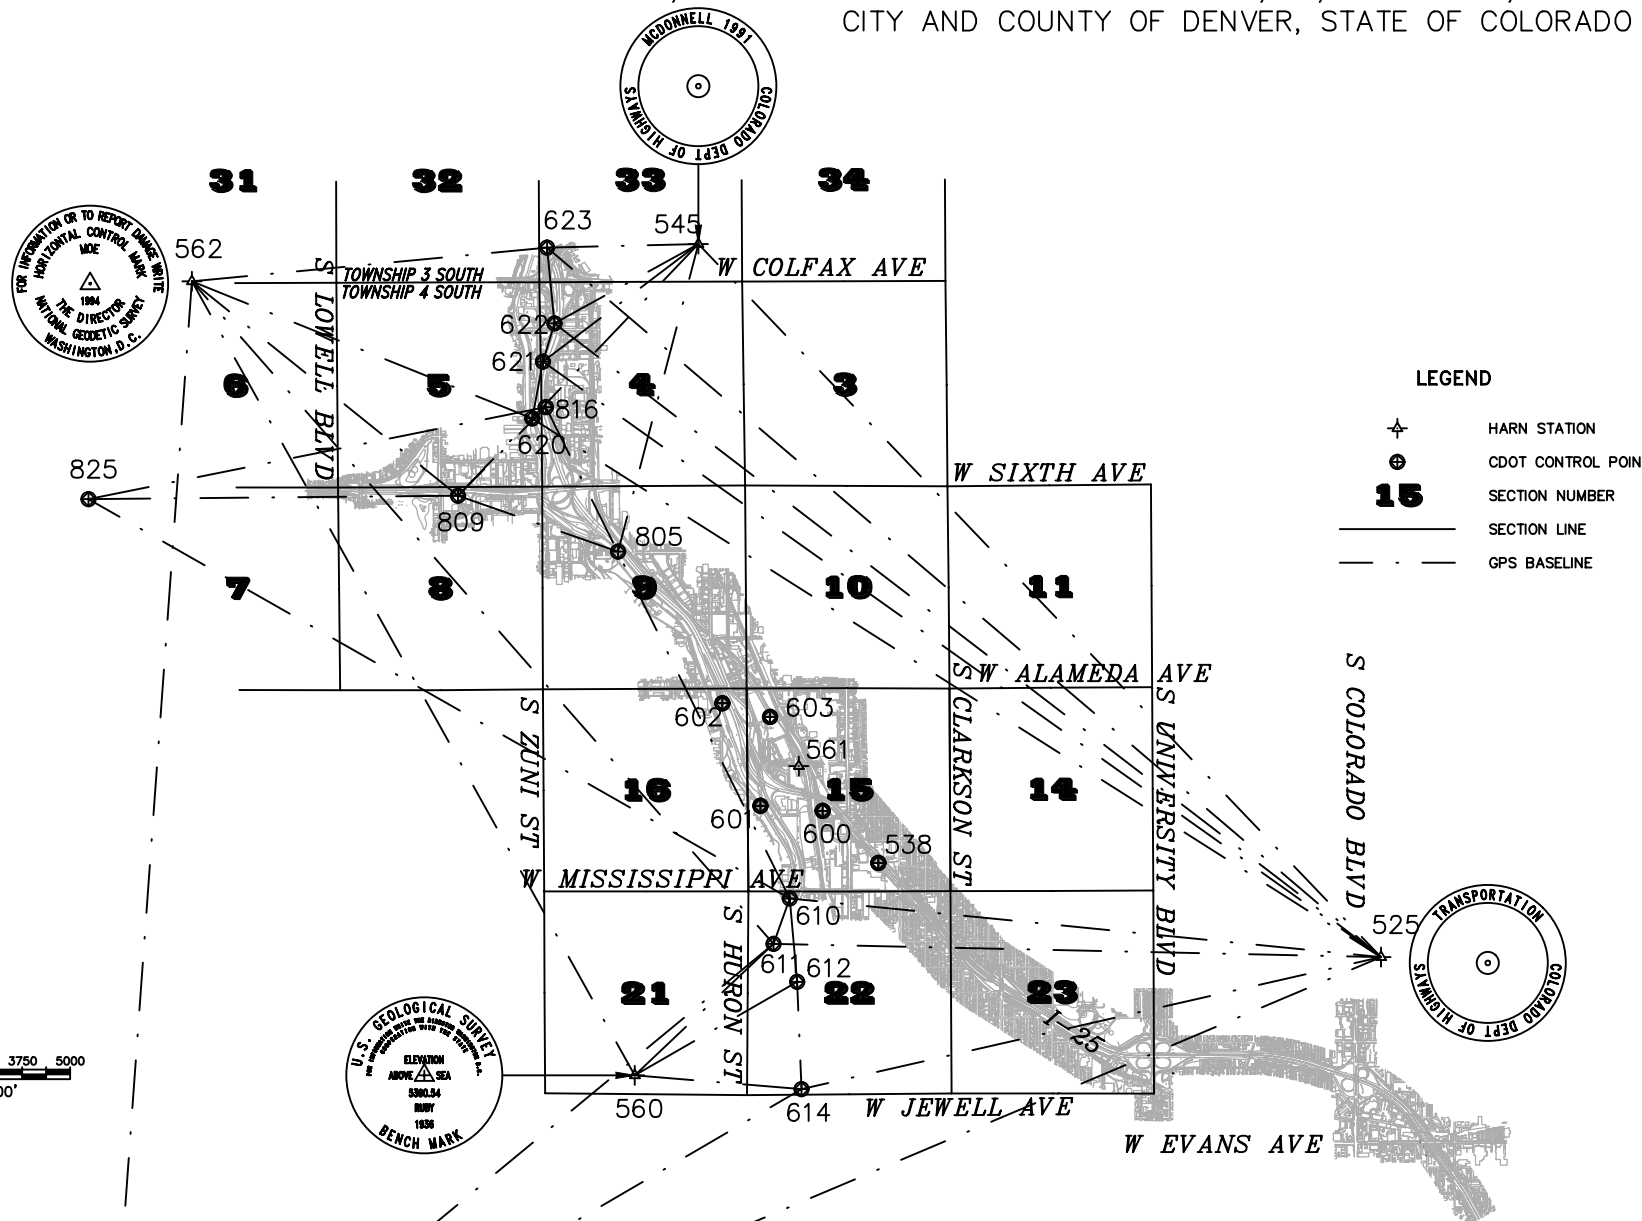 CITY AND COUNTY OF DENVER, STATE OF COLORADO
MCDONNELL 1991
COLORADO DEPT OF HIGHWAYS
31
32
33
34
623
545
562
FOR INFORMATION OR TO REPORT DAMAGE WRITE
HORIZONTAL CONTROL MARK
MOE
1994
THE DIRECTOR
NATIONAL GEODETIC SURVEY
WASHINGTON, D.C.
TOWNSHIP 3 SOUTH
TOWNSHIP 4 SOUTH
W COLFAX AVE
S LOWELL BLVD
622
621
6
5
4
3
816
620
LEGEND
HARN STATION
CDOT CONTROL POIN
15 SECTION NUMBER
SECTION LINE
GPS BASELINE
825
809
W SIXTH AVE
805
7
8
9
10
11
W ALAMEDA AVE
S ZUNI ST
602
603
561
S CLARKSON ST
S UNIVERSITY BLVD
S COLORADO BLVD
16
15
14
601
600
538
W MISSISSIPPI AVE
610
525
TRANSPORTATION
COLORADO DEPT OF HIGHWAYS
611
612
S HURON ST
21
22
23
I-25
U.S. GEOLOGICAL SURVEY
ELEVATION
ABOVE SEA
5390.54
RUBY
1936
BENCH MARK
3750 5000
00'
560
614
W JEWELL AVE
W EVANS AVE